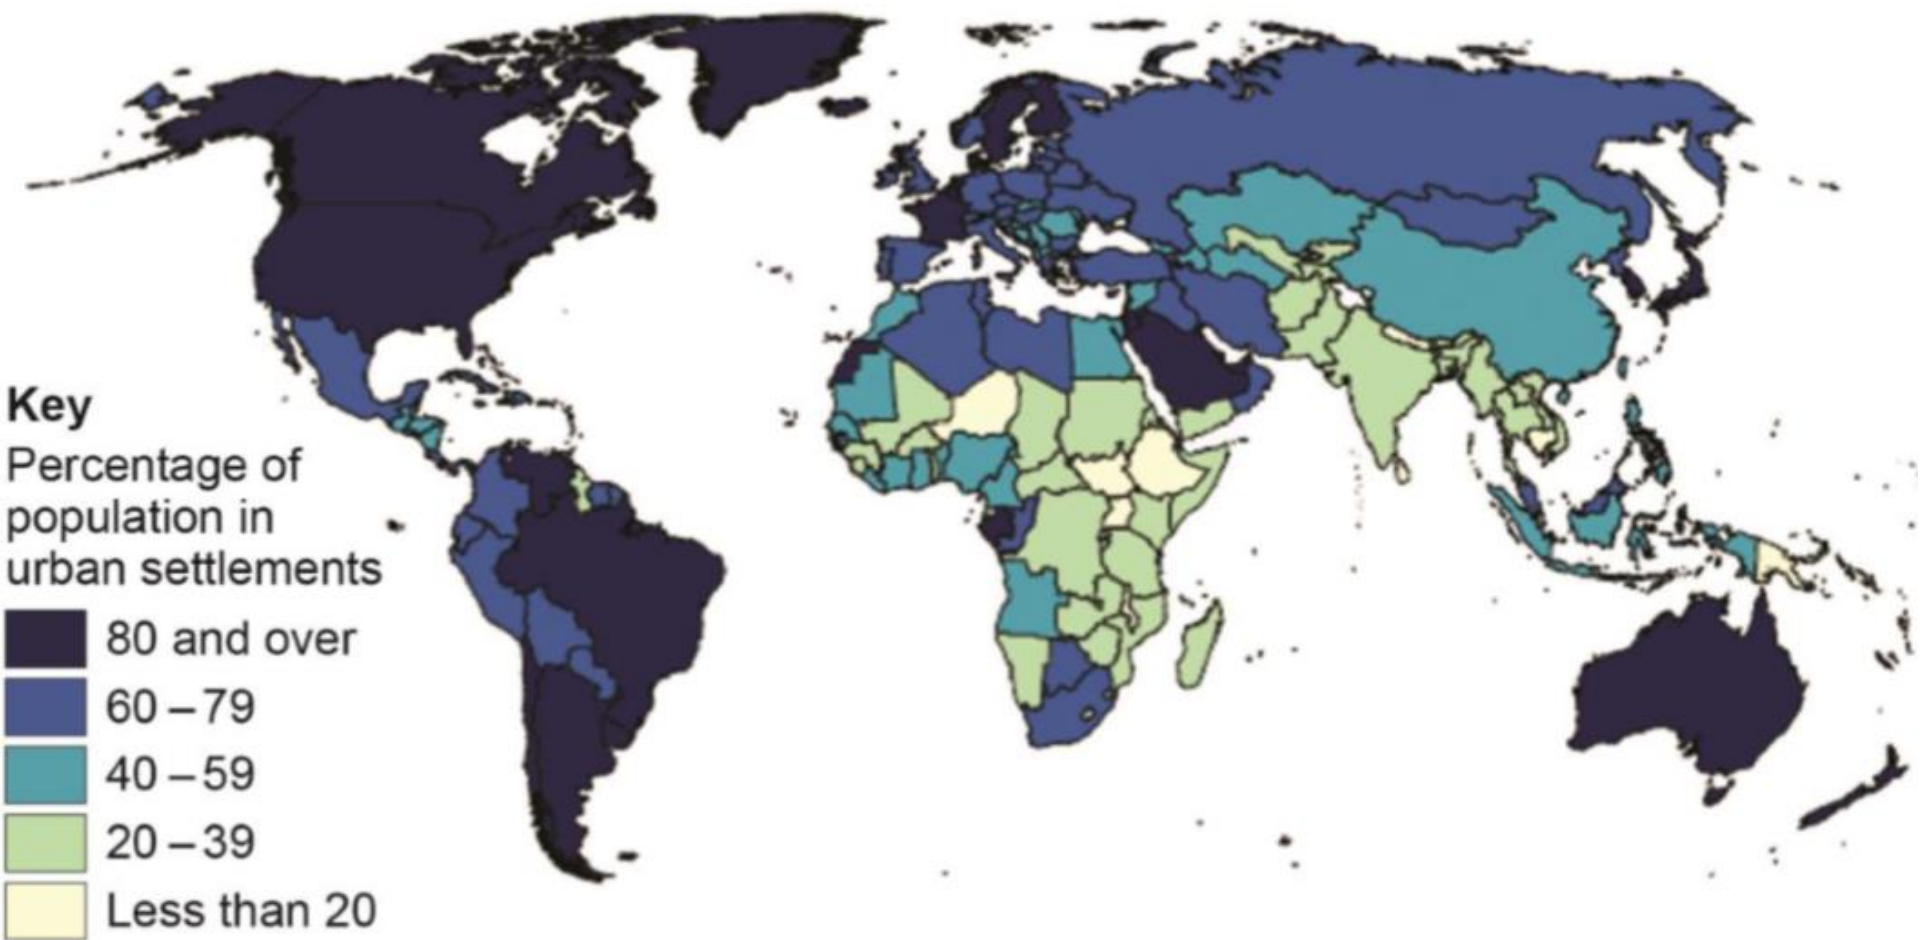 Key
Percentage of
population in
urban settlements
80 and over
60 – 79
40 – 59
20 – 39
Less than 20